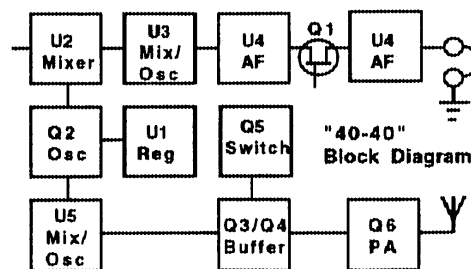 U2
Mixer
U3
Mix/
Osc
U4
AF
Q1
U4
AF
Q2
Osc
U1
Reg
Q5
Switch
"40-40"
Block Diagram
U5
Mix/
Osc
Q3/Q4
Buffer
Q6
PA